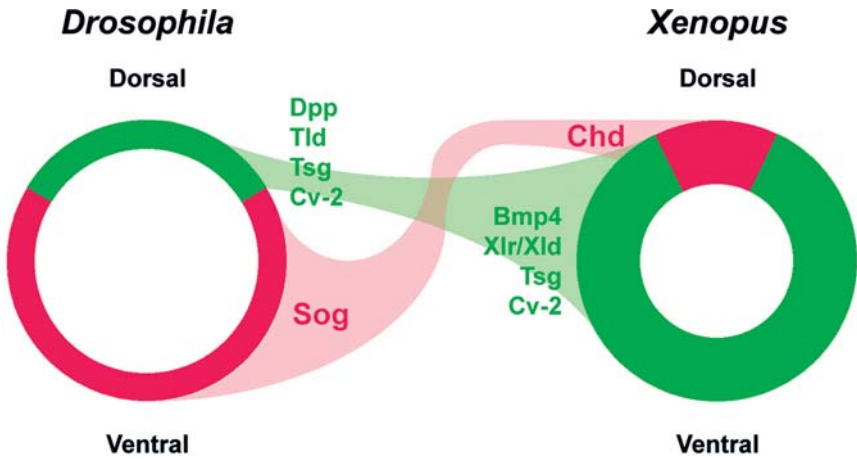 Drosophila
Xenopus
Dorsal
Dorsal
Dpp
Tld
Tsg
Cv-2
Chd
Bmp4
Xlr/Xld
Tsg
Cv-2
Sog
Ventral
Ventral